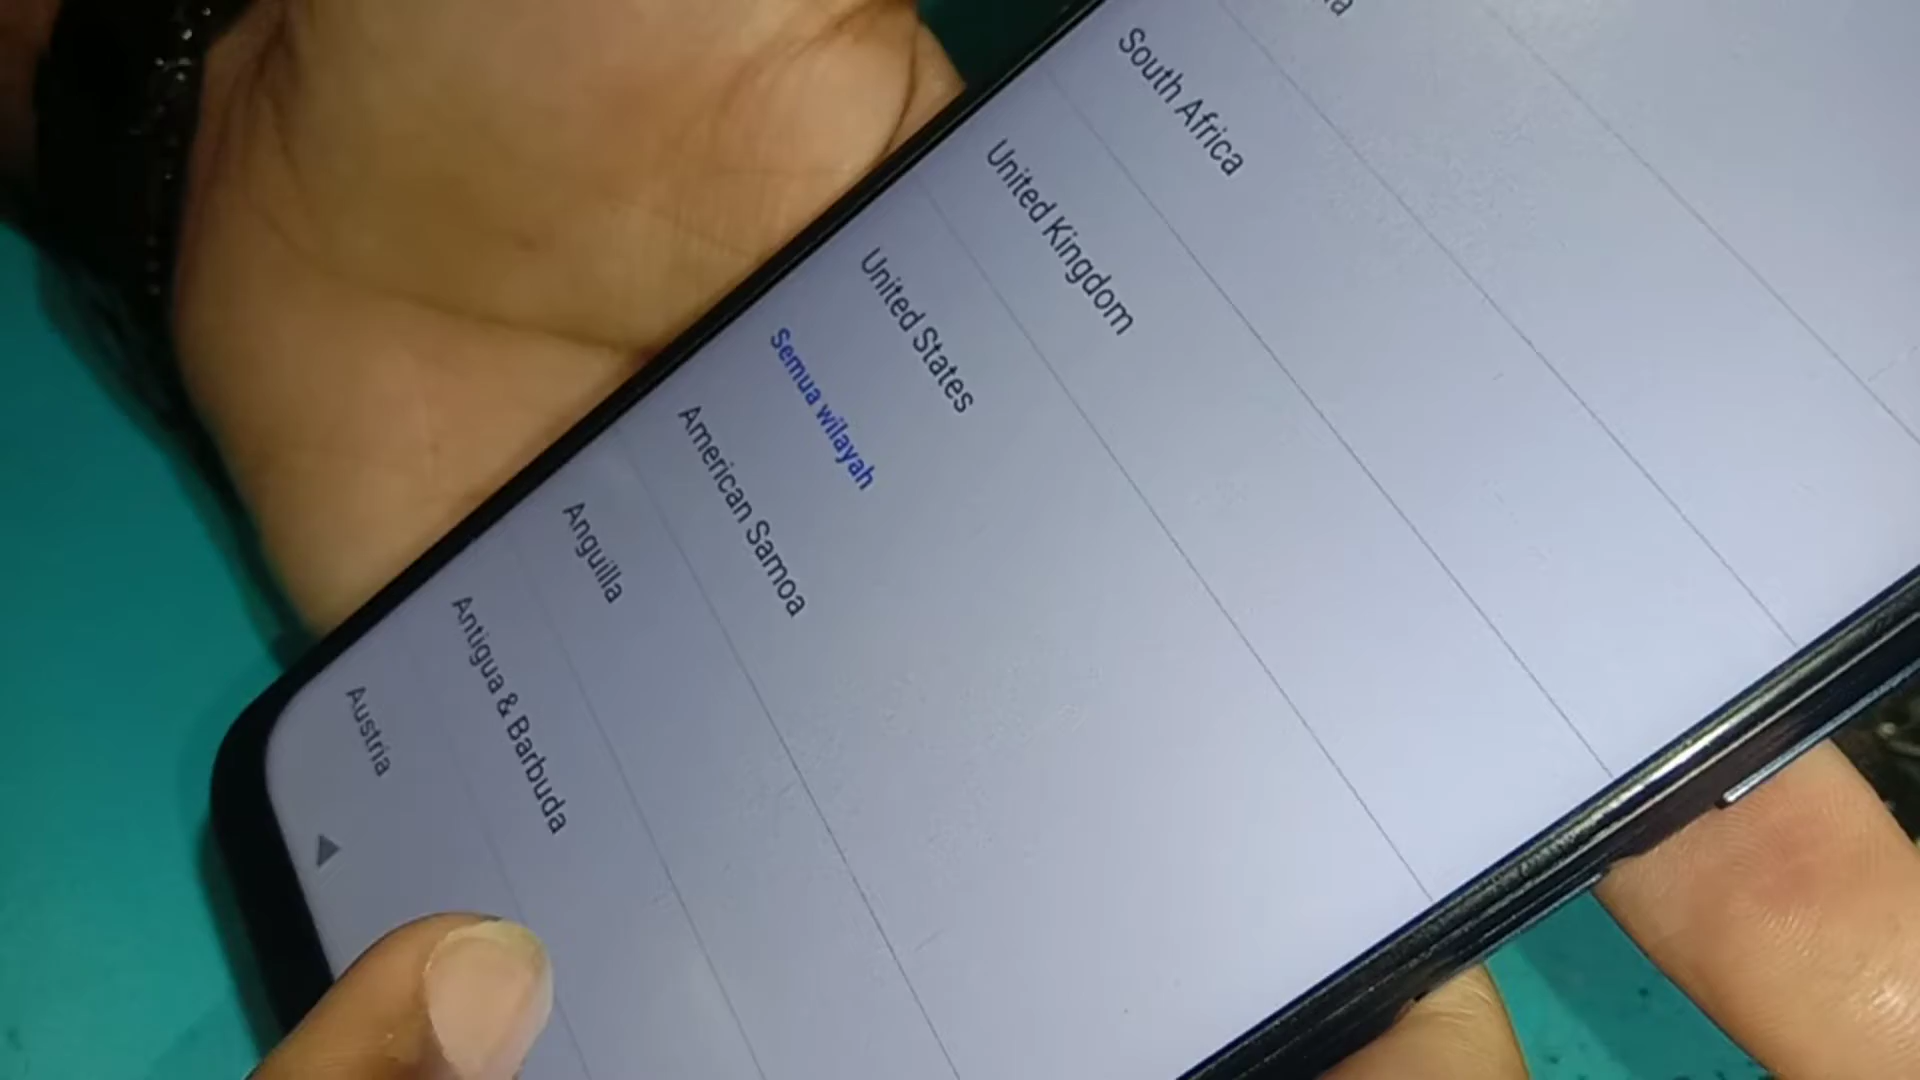 South Africa
United Kingdom
United States
Semua wilayah
American Samoa
Anguilla
Antigua & Barbuda
Austria